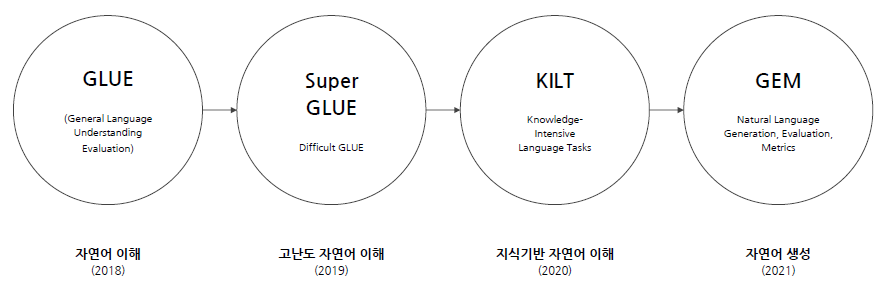 GLUE
(General Language
Understanding
Evaluation)
Super
GLUE
Difficult GLUE
KILT
Knowledge-
Intensive
Language Tasks
GEM
Natural Language
Generation, Evaluation,
Metrics
자연어 이해
(2018)
고난도 자연어 이해
(2019)
지식기반 자연어 이해
(2020)
자연어 생성
(2021)